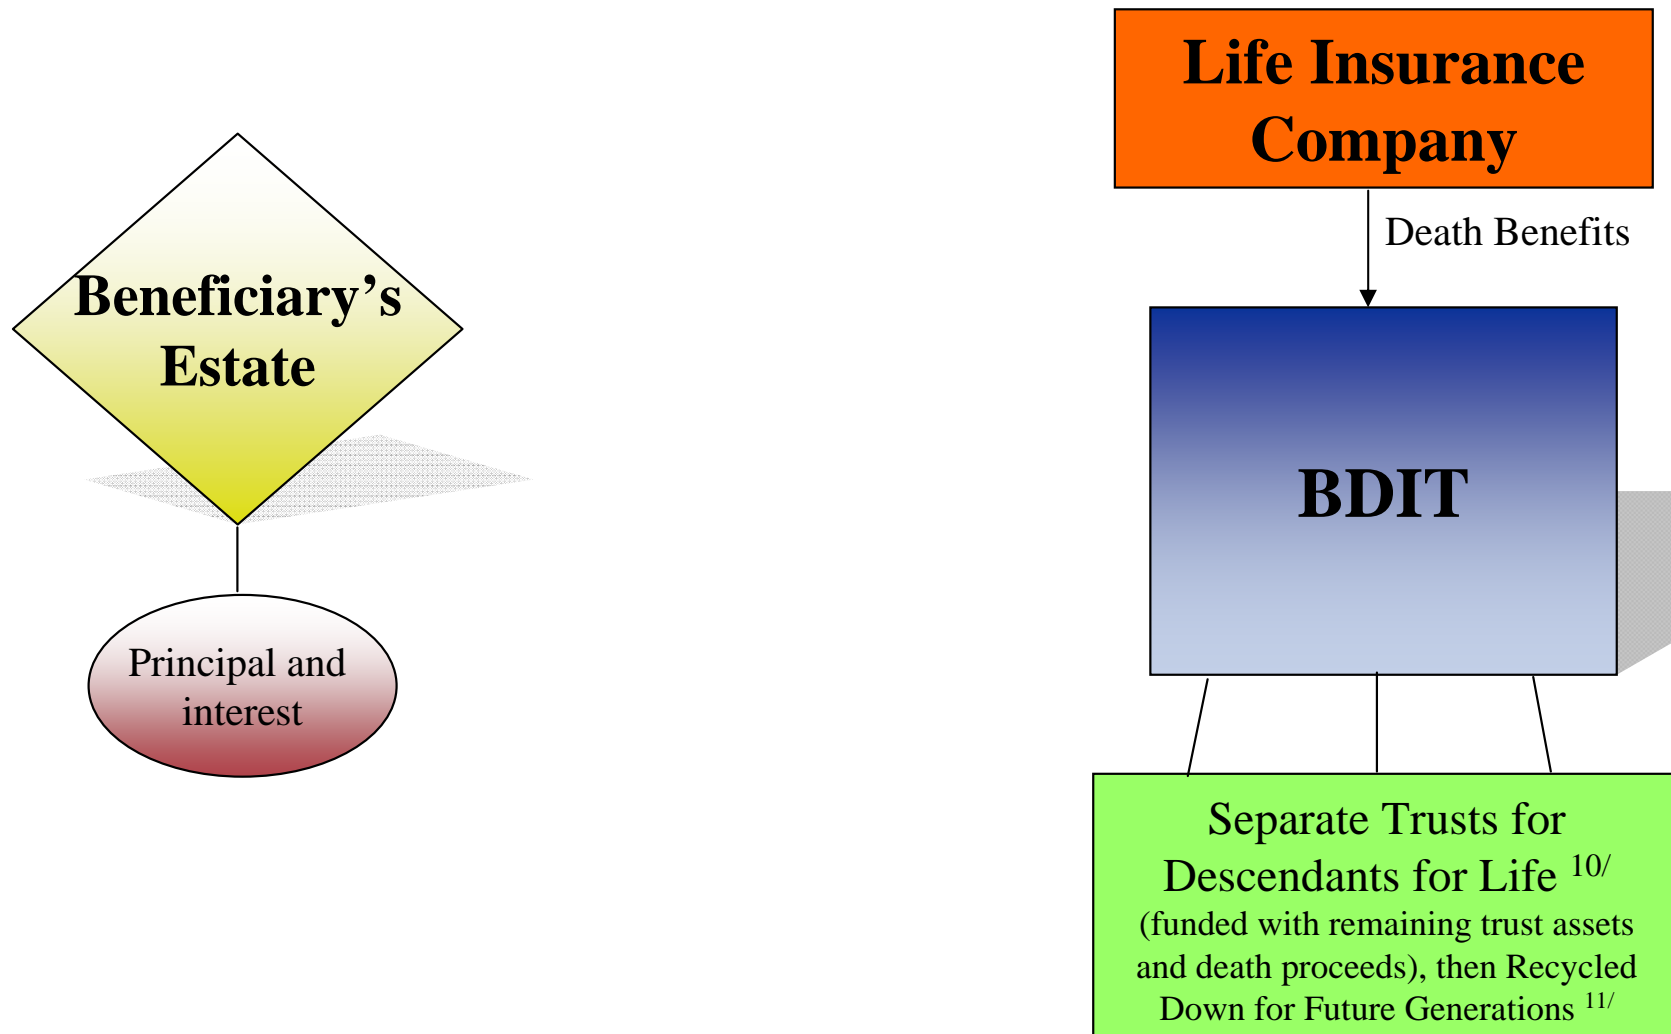 Life Insurance
Company
Death Benefits
Beneficiary’s
Estate
BDIT
Principal and
interest
Separate Trusts for
Descendants for Life 10/
(funded with remaining trust assets
and death proceeds), then Recycled
Down for Future Generations 11/